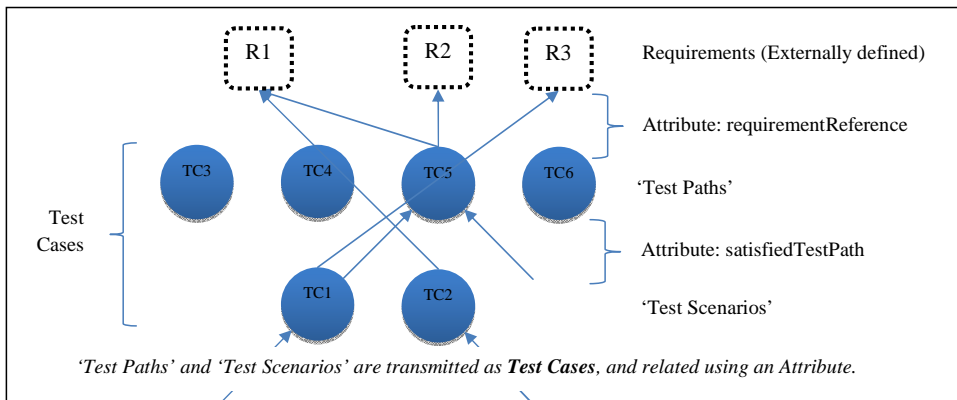 R1
R2
R3
Requirements (Externally defined)
Attribute: requirementReference
TC3
TC4
TC5
TC6
‘Test Paths’
Test
Cases
Attribute: satisfiedTestPath
TC1
TC2
‘Test Scenarios’
‘Test Paths’ and ‘Test Scenarios’ are transmitted as Test Cases, and related using an Attribute.